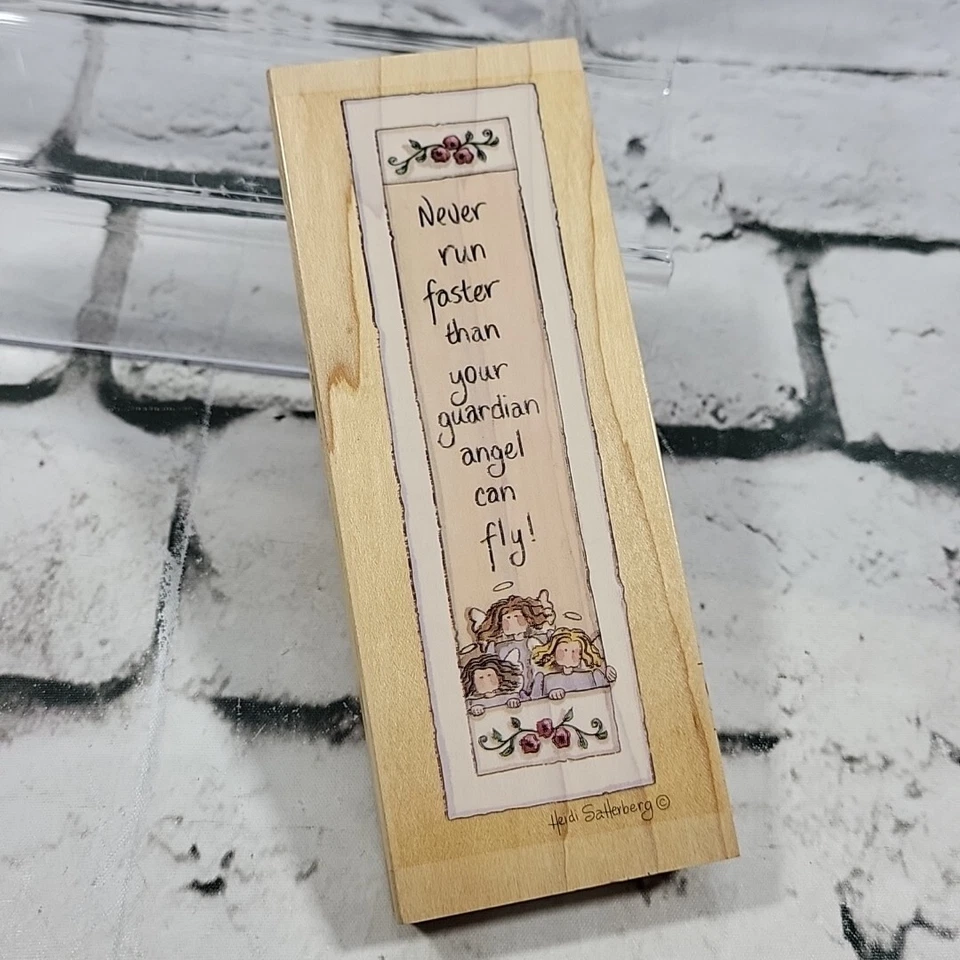 Never
run
faster
than
your
guardian
angel
can
fly!
Heidi Satterberg ©